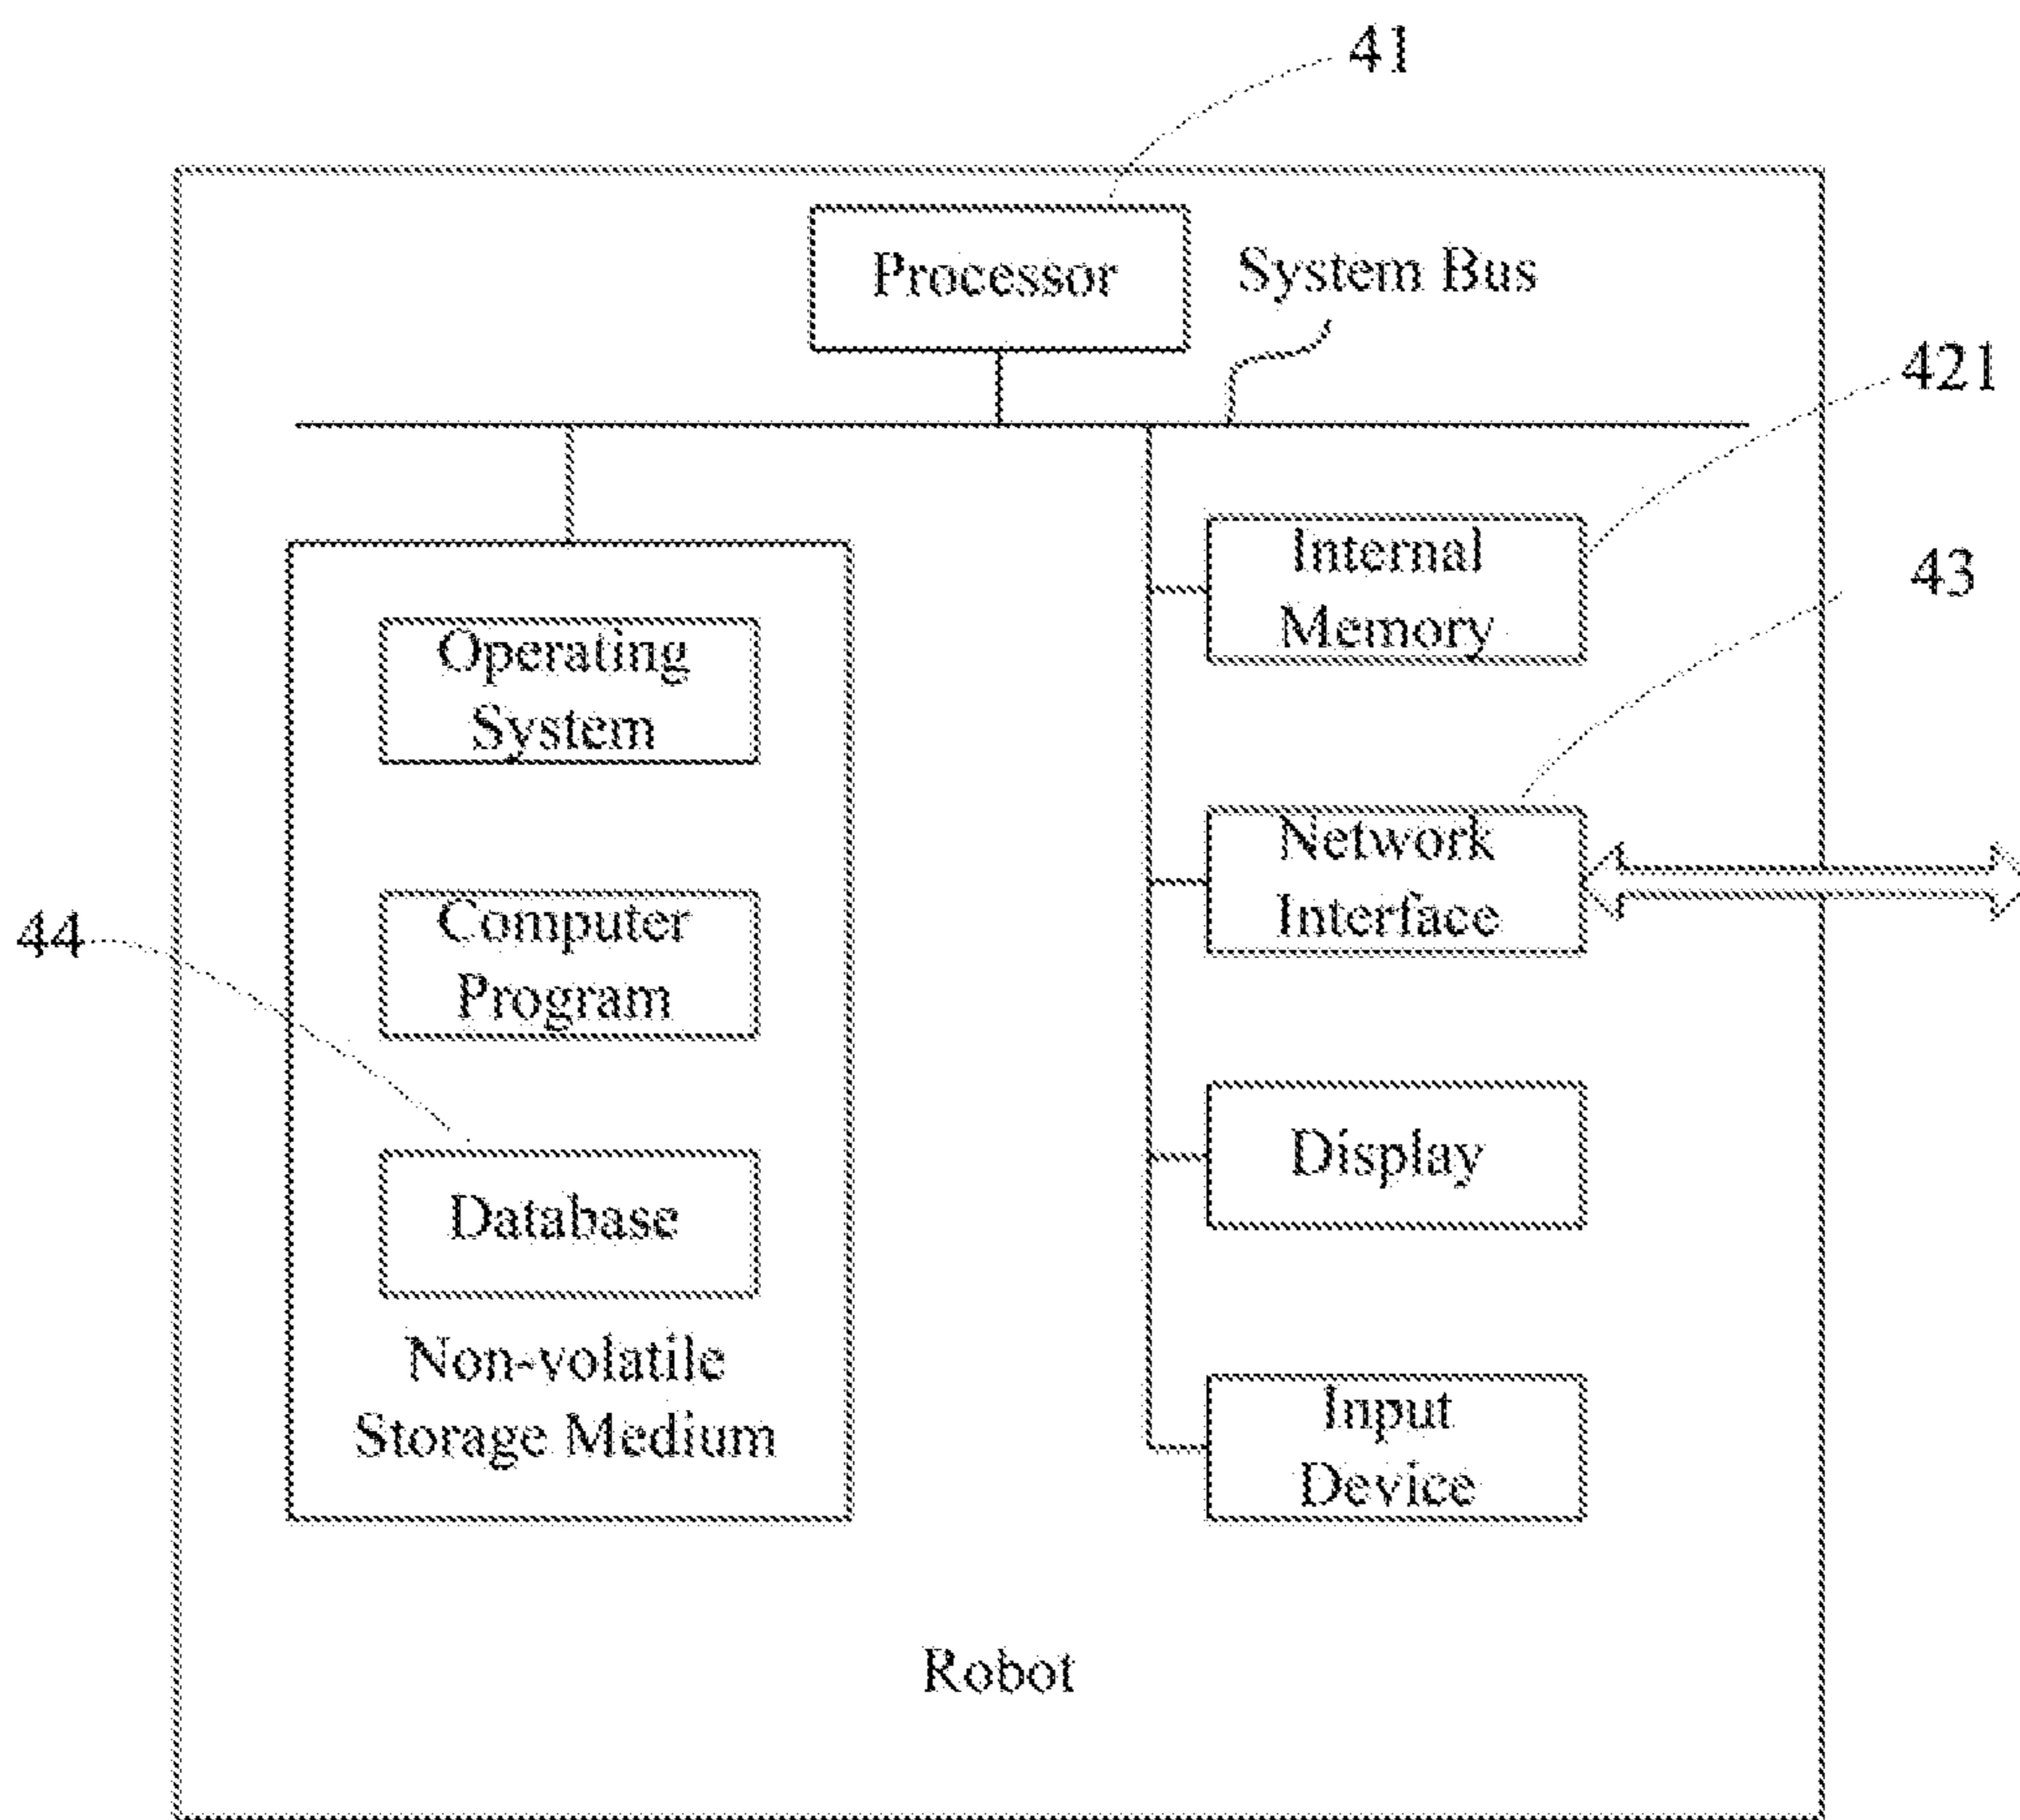 41
Processor
System Bus
421
Internal
Memory
43
Operating
System
Network
Interface
44
Computer
Program
Display
Database
Non-volatile
Storage Medium
Input
Device
Robot